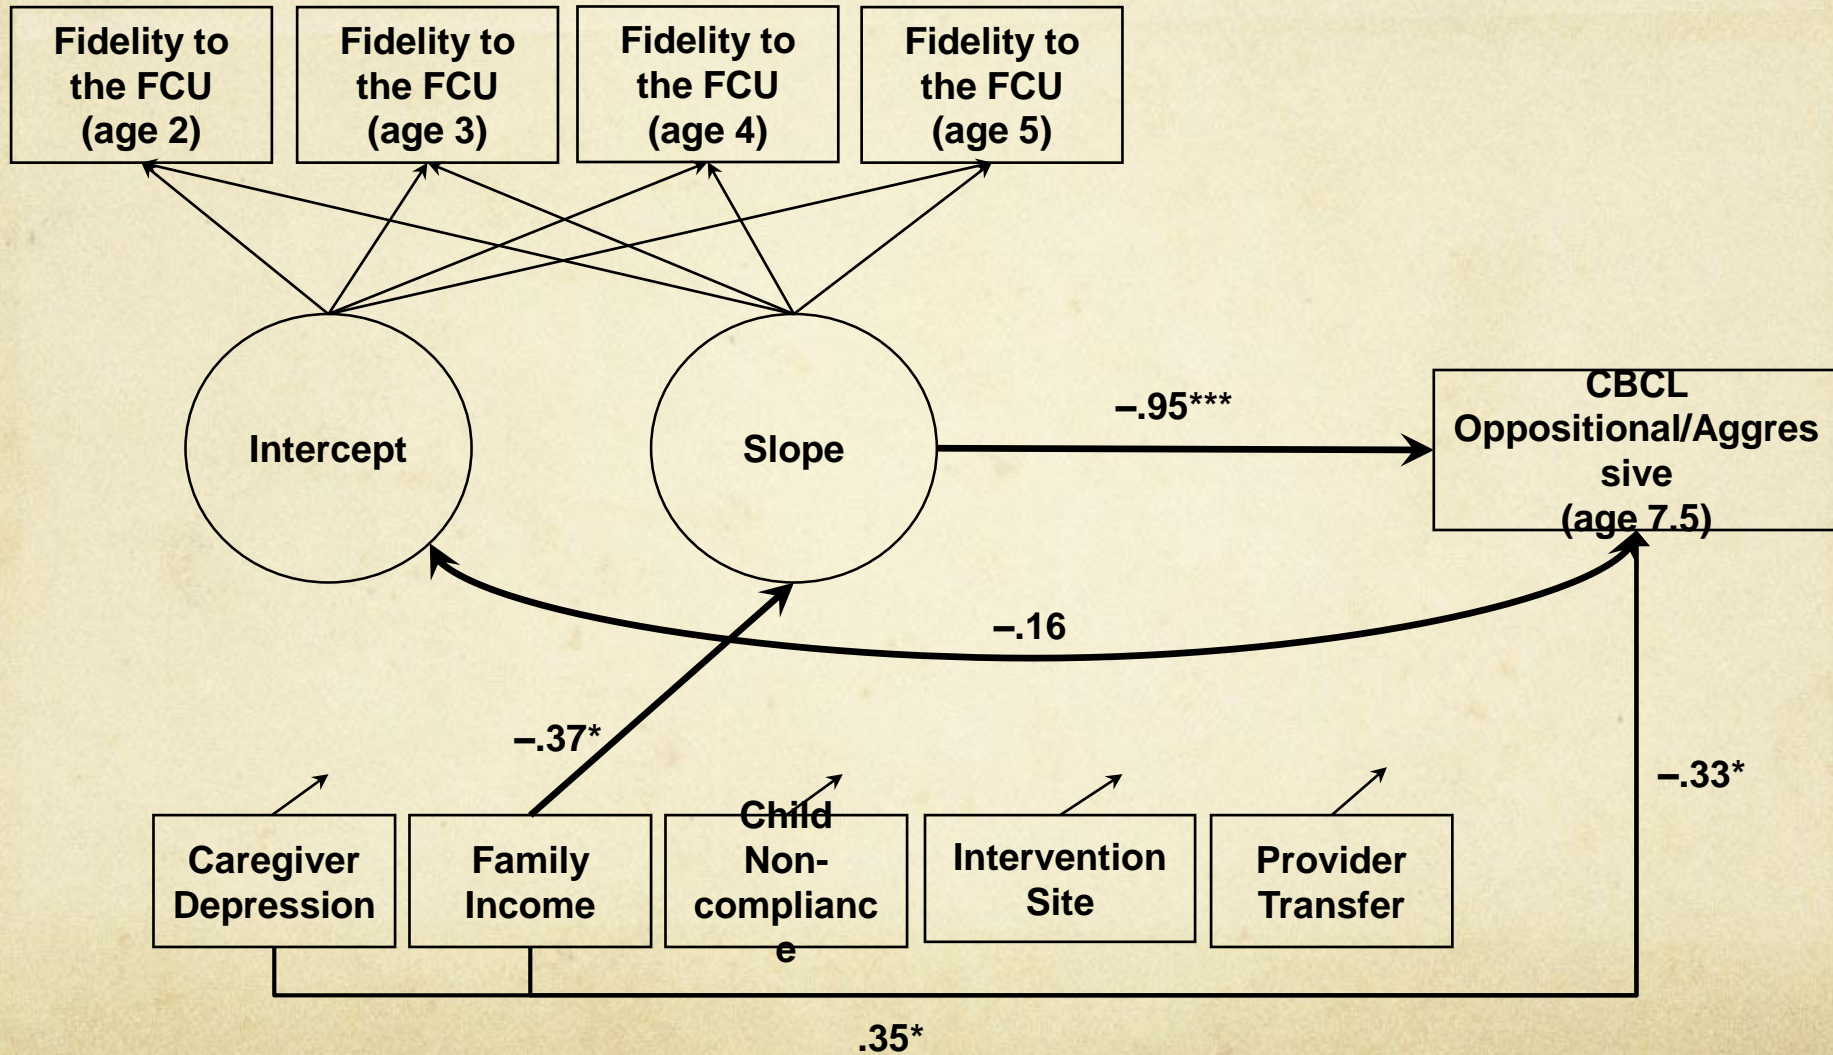 Fidelity to
the FCU
(age 2)
Fidelity to
the FCU
(age 3)
Fidelity to
the FCU
(age 4)
Fidelity to
the FCU
(age 5)
Intercept
Slope
–.95***
CBCL
Oppositional/Aggres
sive
(age 7.5)
–.16
–.37*
–.33*
Caregiver
Depression
Family
Income
Child
Non-
complianc
e
Intervention
Site
Provider
Transfer
.35*